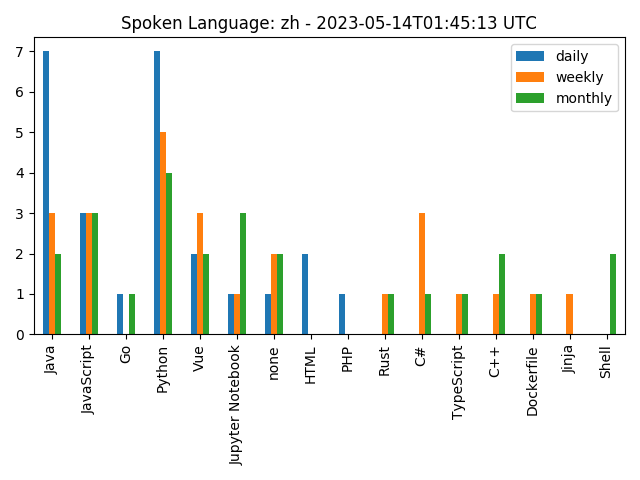 Spoken Language: zh - 2023-05-14T01:45:13 UTC
daily
weekly
monthly
7
6
5
4
3
2
1
0
Java
JavaScript
Go
Python
Vue
Jupyter Notebook
none
HTML
PHP
Rust
C#
TypeScript
C++
Dockerfile
Jinja
Shell